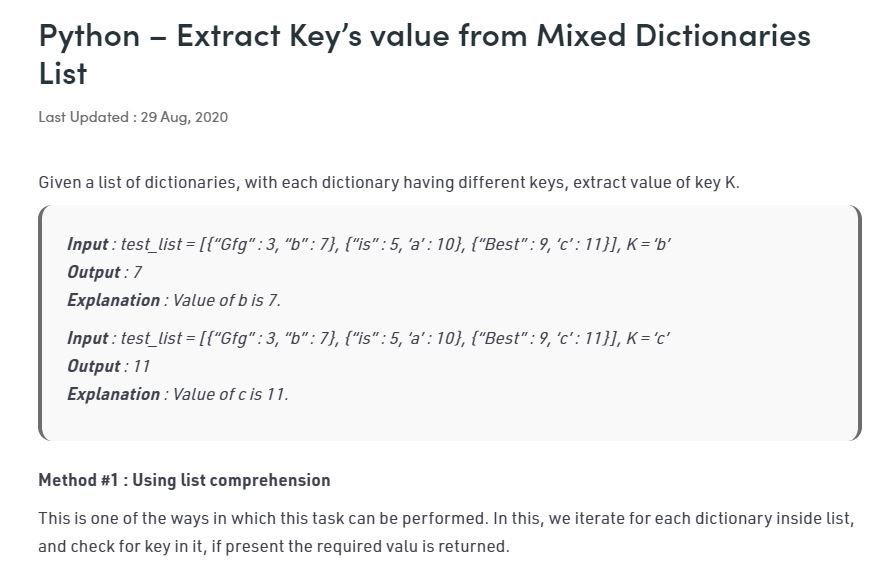 Python – Extract Key’s value from Mixed Dictionaries
List
Last Updated : 29 Aug, 2020
Given a list of dictionaries, with each dictionary having different keys, extract value of key K.
Input : test_list = [{“Gfg” : 3, “b” : 7}, {“is” : 5, ‘a’ : 10}, {“Best” : 9, ‘c’ : 11}], K = ‘b’
Output : 7
Explanation : Value of b is 7.
Input : test_list = [{“Gfg” : 3, “b” : 7}, {“is” : 5, ‘a’ : 10}, {“Best” : 9, ‘c’ : 11}], K = ‘c’
Output : 11
Explanation : Value of c is 11.
Method #1 : Using list comprehension
This is one of the ways in which this task can be performed. In this, we iterate for each dictionary inside list,
and check for key in it, if present the required valu is returned.